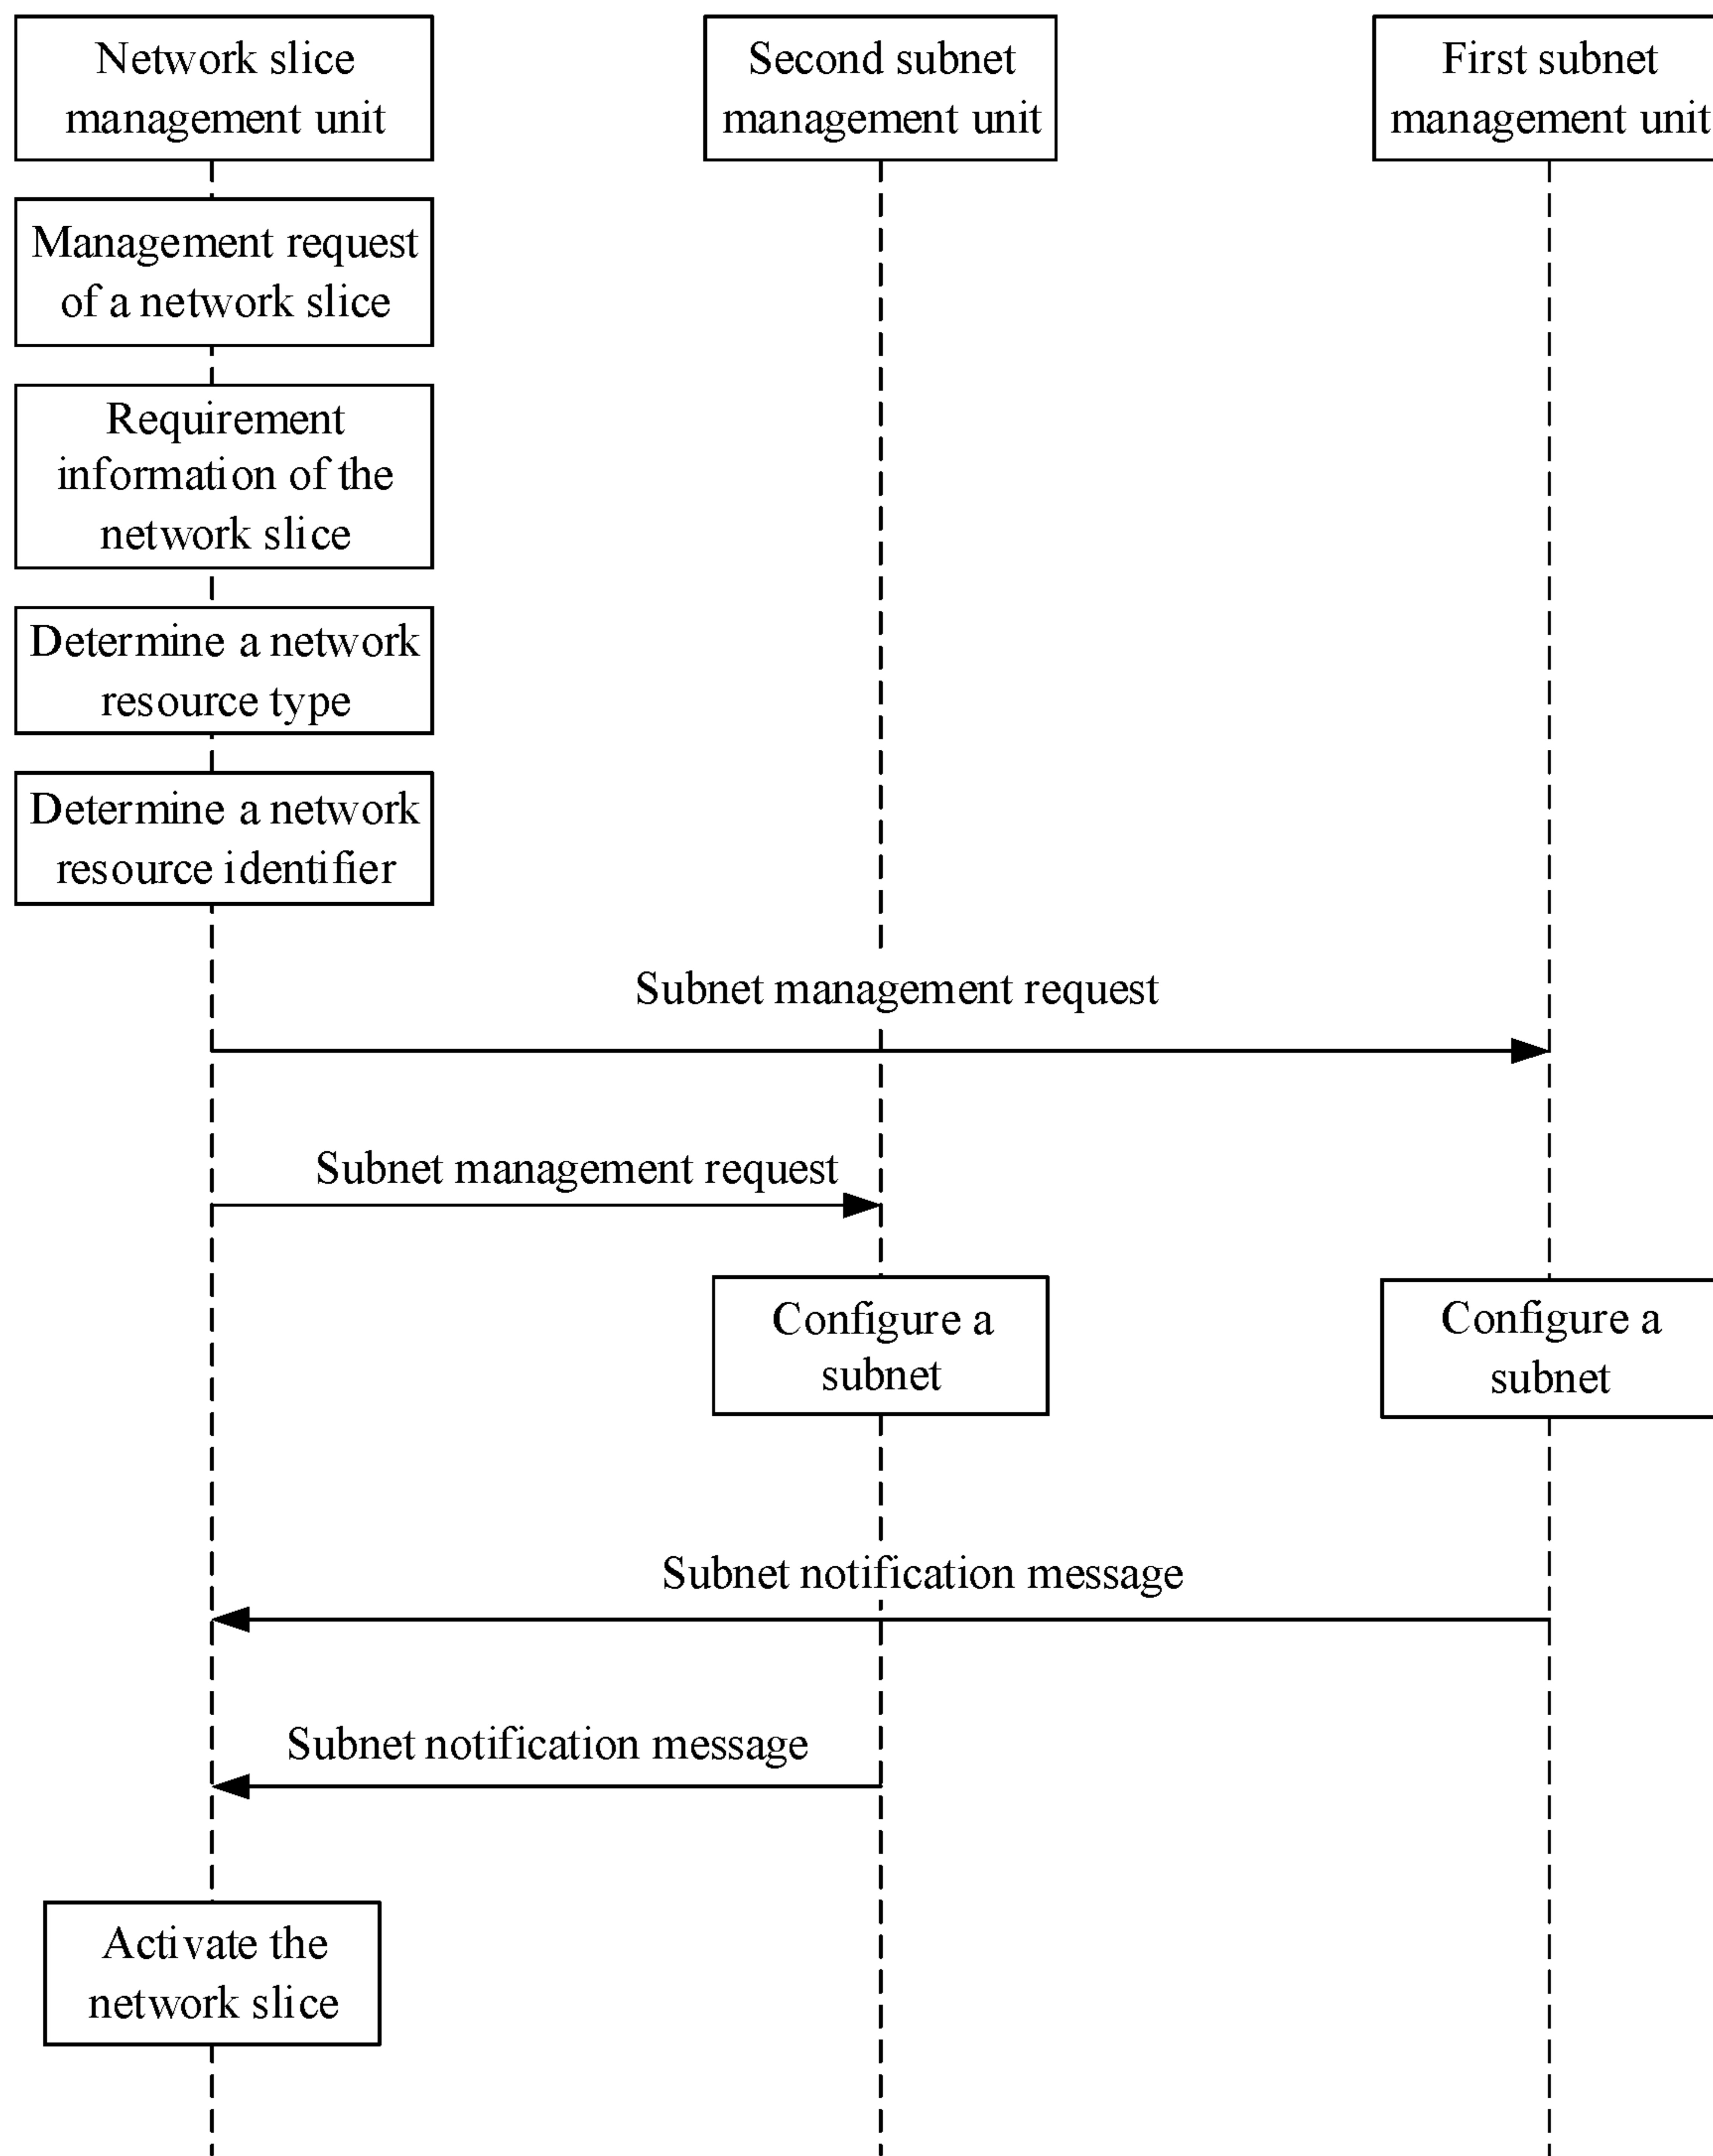 Network slice
management unit
Second subnet
management unit
First subnet
management unit
Management request
of a network slice
Requirement
information of the
network slice
Determine a network
resource type
Determine a network
resource identifier
Subnet management request
Subnet management request
Configure a
subnet
Configure a
subnet
Subnet notification message
Subnet notification message
Activate the
network slice